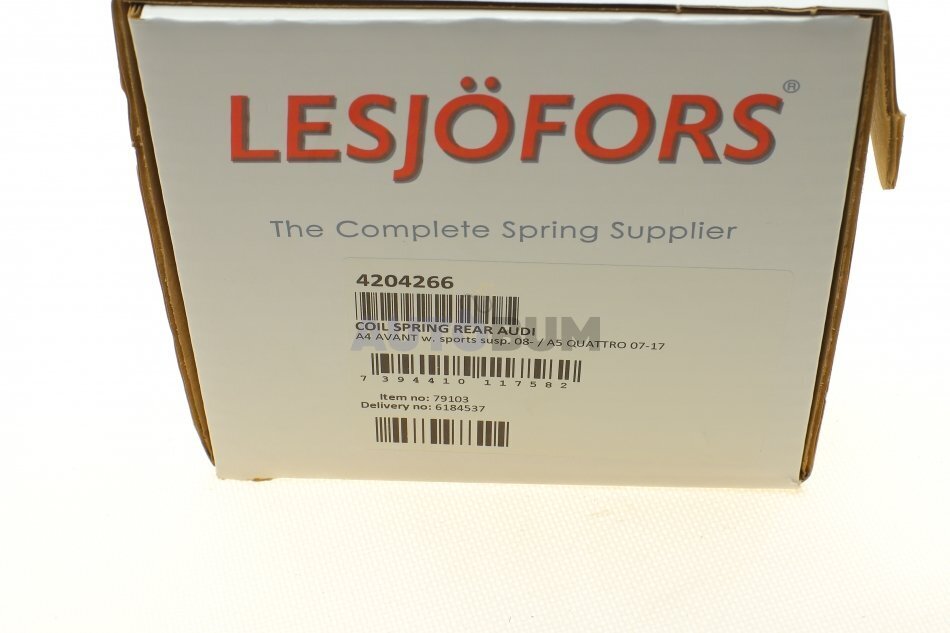 LESJÖFORS®
The Complete Spring Supplier
4204266
COIL SPRING REAR AUDI
AUTODUM
A4 AVANT w. sports susp. 08- / A5 QUATTRO 07-17
7 394410 117582
Item no: 79103
Delivery no: 6184537